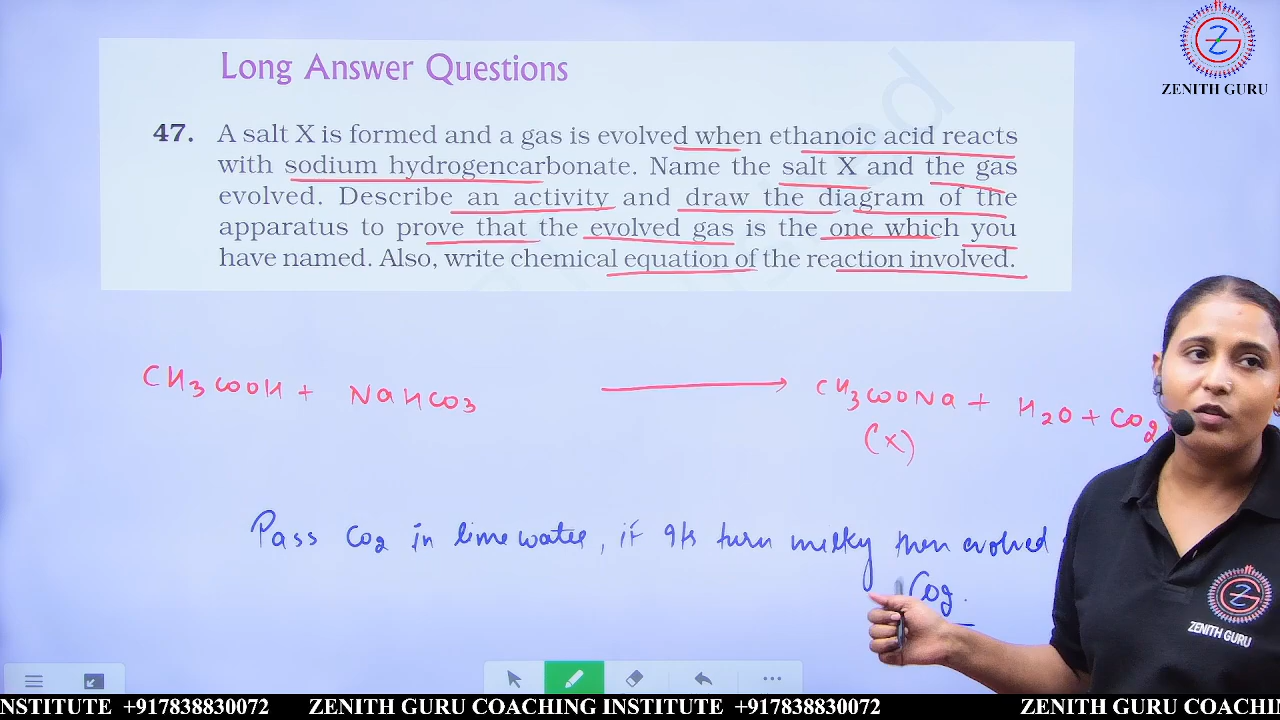 ZENITH GURU
Long Answer Questions
47. A salt X is formed and a gas is evolved when ethanoic acid reacts
with sodium hydrogencarbonate. Name the salt X and the gas
evolved. Describe an activity and draw the diagram of the
apparatus to prove that the evolved gas is the one which you
have named. Also, write chemical equation of the reaction involved.
CH3COOH + NaHCO3 → CH3COONa + H2O + CO2
(X)
Pass CO2 in lime water, if its turn milky then evolved
CO2.
ZENITH GURU
NSTITUTE +917838830072 ZENITH GURU COACHING INSTITUTE +917838830072 ZENITH GURU COACHI